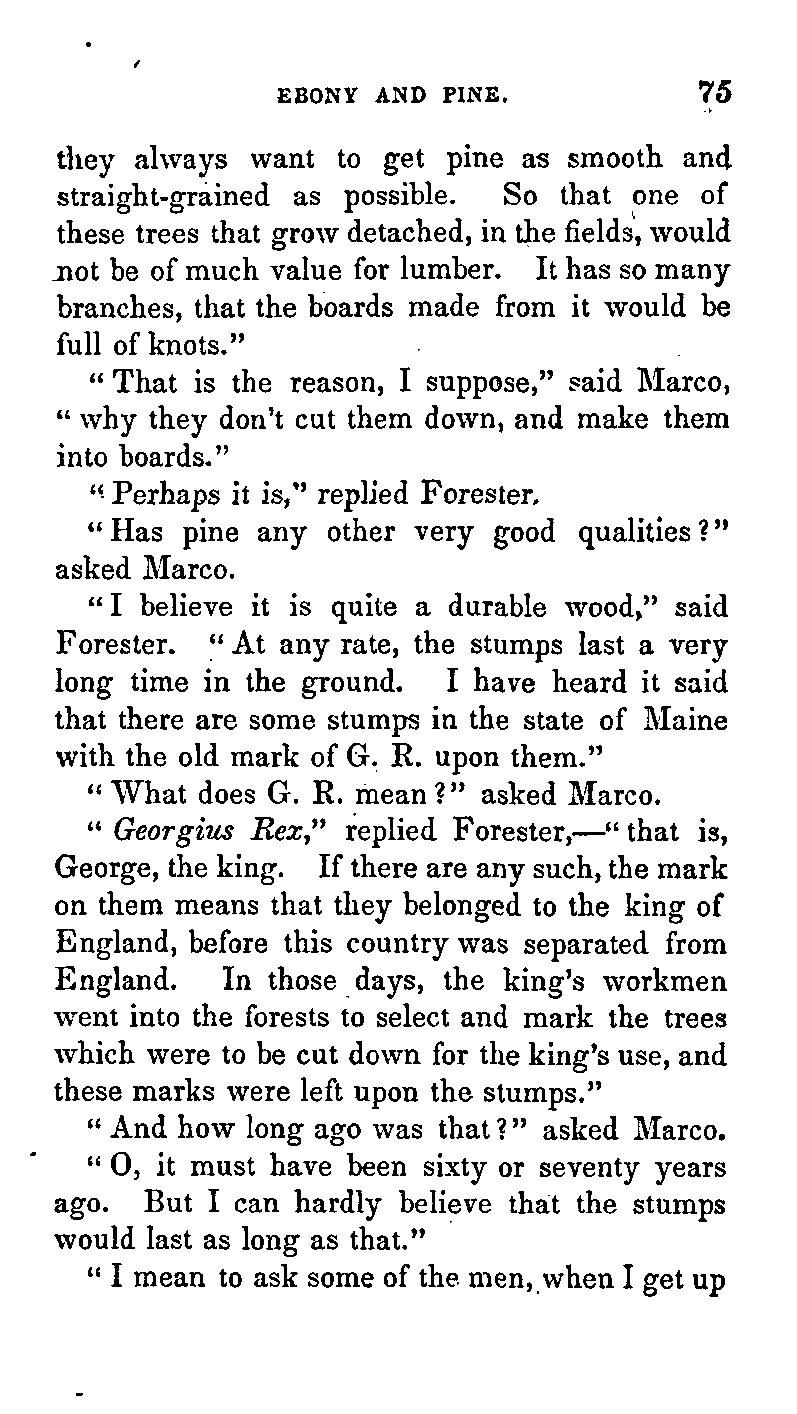 EBONY AND PINE. 75
they always want to get pine as smooth and
straight-grained as possible. So that one of
these trees that grow detached, in the fields, would
not be of much value for lumber. It has so many
branches, that the boards made from it would be
full of knots.”
“ That is the reason, I suppose,” said Marco,
“ why they don't cut them down, and make them
into boards.”
“ Perhaps it is,” replied Forester.
“ Has pine any other very good qualities ?”
asked Marco.
“ I believe it is quite a durable wood,” said
Forester. “ At any rate, the stumps last a very
long time in the ground. I have heard it said
that there are some stumps in the state of Maine
with the old mark of G. R. upon them.”
“ What does G. R. mean ?” asked Marco.
“ Georgius Rex,” replied Forester,—“ that is,
George, the king. If there are any such, the mark
on them means that they belonged to the king of
England, before this country was separated from
England. In those days, the king's workmen
went into the forests to select and mark the trees
which were to be cut down for the king's use, and
these marks were left upon the stumps.”
“ And how long ago was that ?” asked Marco.
“ O, it must have been sixty or seventy years
ago. But I can hardly believe that the stumps
would last as long as that.”
“ I mean to ask some of the men, when I get up